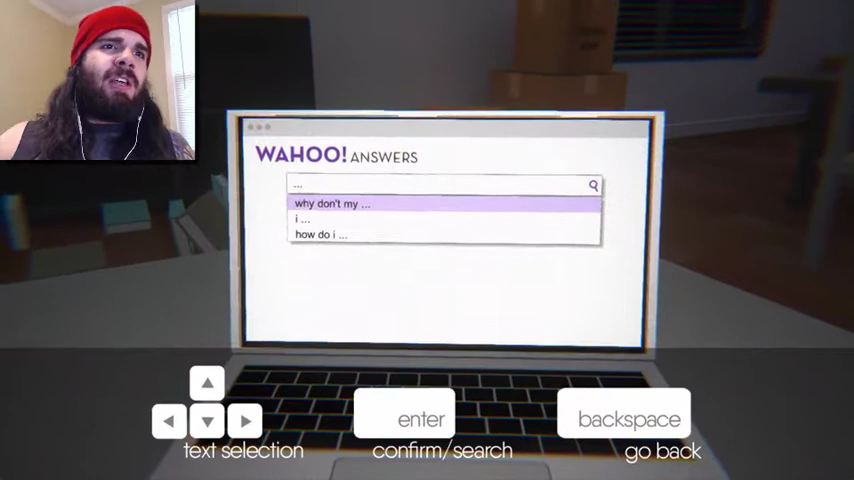 WAHOO! ANSWERS
...
why don't my ...
i ...
how do i ...
enter
backspace
text selection
confirm/search
go back